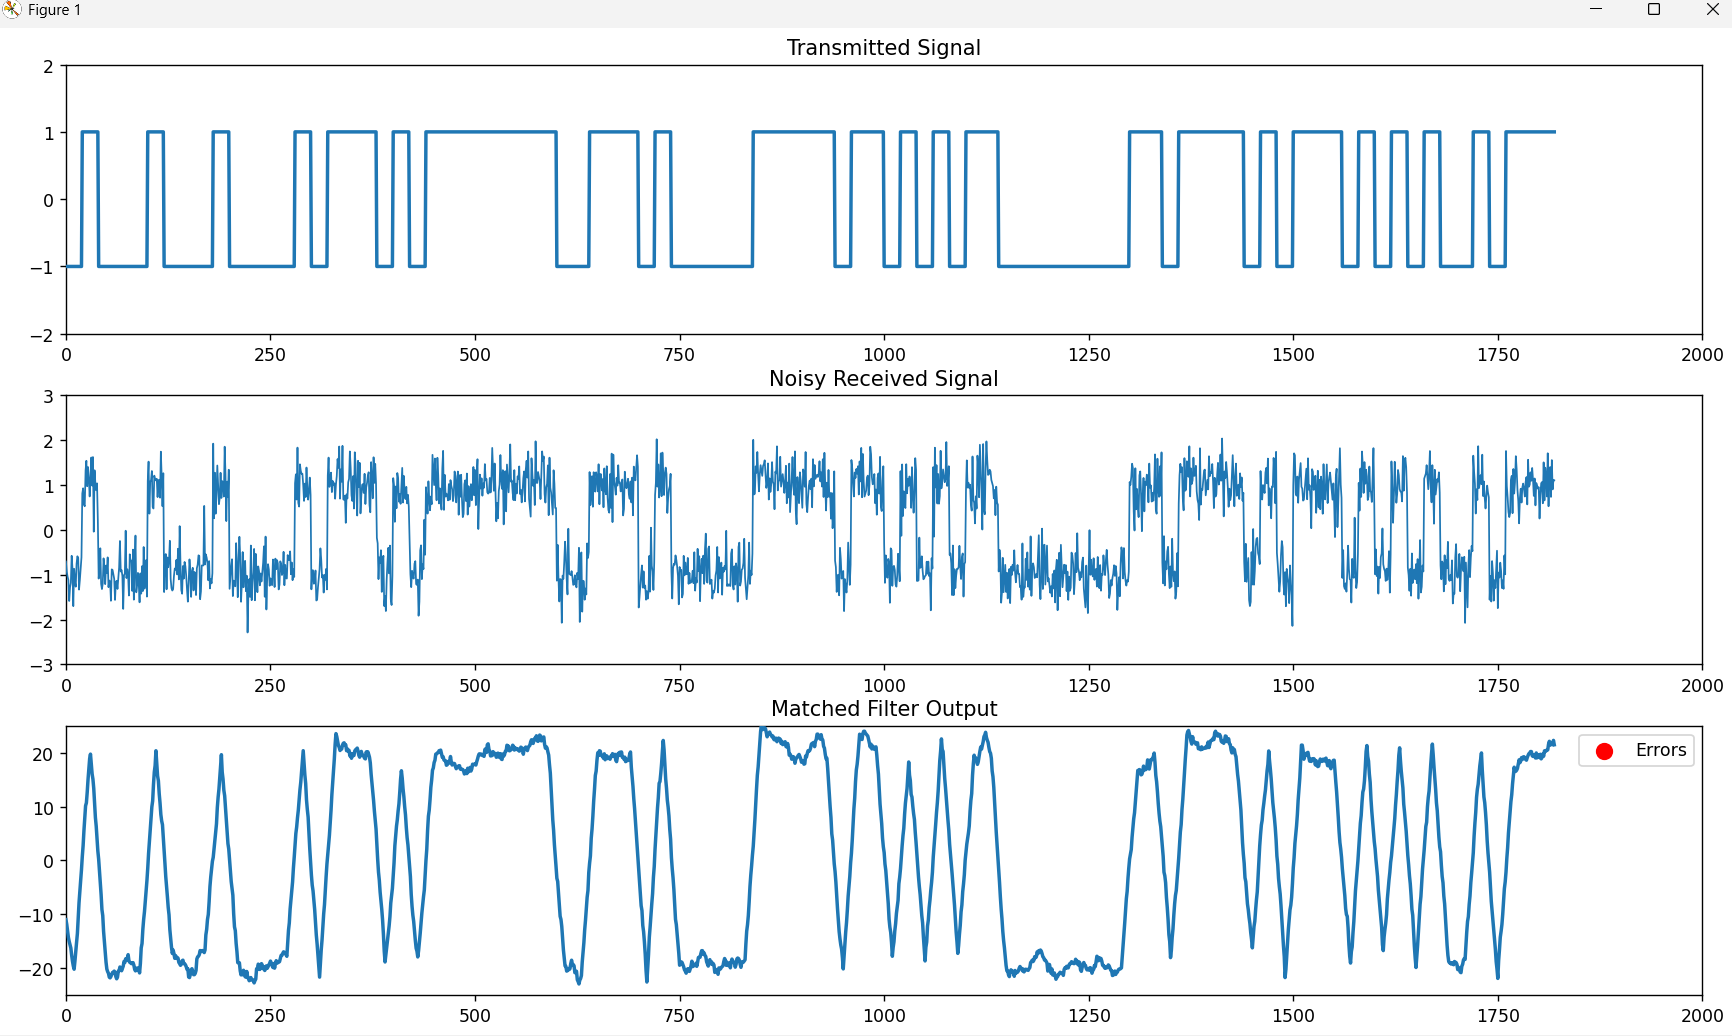 Figure 1
Transmitted Signal
2
1
0
−1
−2
0 250 500 750 1000 1250 1500 1750 2000
Noisy Received Signal
3
2
1
0
−1
−2
−3
0 250 500 750 1000 1250 1500 1750 2000
Matched Filter Output
Errors
20
10
0
−10
−20
0 250 500 750 1000 1250 1500 1750 2000